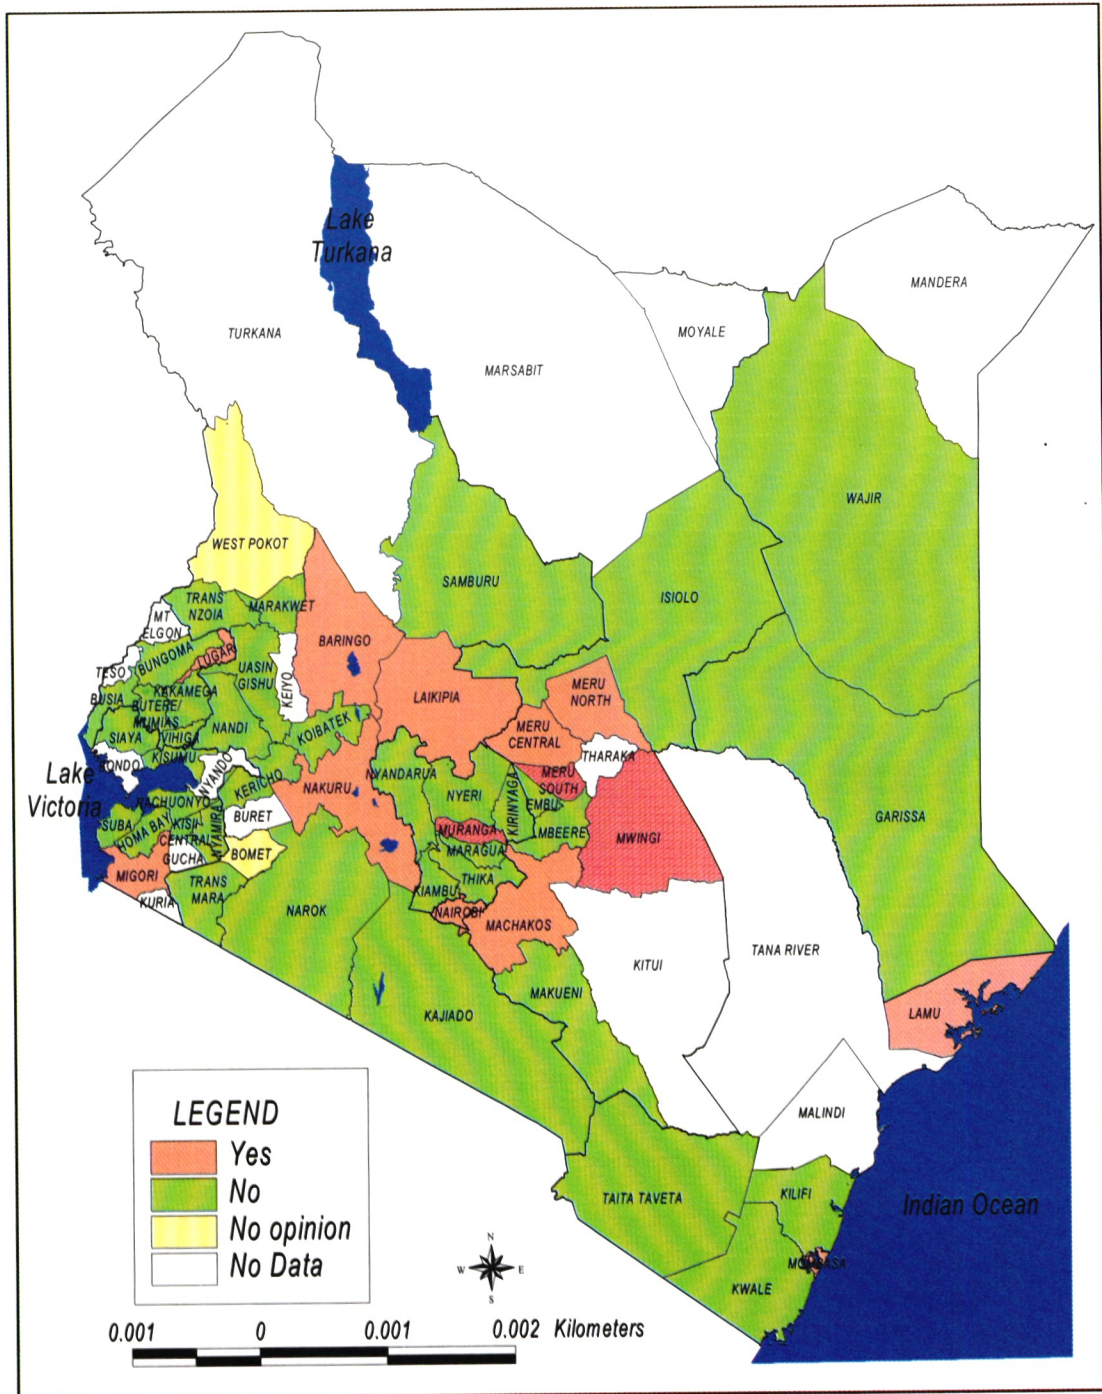 Lake
Turkana
MANDERA
TURKANA
MOYALE
MARSABIT
WAJIR
WEST POKOT
SAMBURU
ISIOLO
TRANS
NZOIA
MARAKWET
MT
ELGON
BARINGO
BUNGOMA
LUGARI
UASIN
GISHU
TESO
KEIYO
LAIKIPIA
MERU
NORTH
BUSIA
KAKAMEGA
BUTERE/
MUMIAS
NANDI
KOIBATEK
SIAYA
VIHIGA
MERU
CENTRAL
THARAKA
KISUMU
BONDO
NYANDO
Lake
Victoria
KERICHO
NAKURU
NYANDARUA
NYERI
KIRINYAGA
MERU
SOUTH
EMBU
MBEERE
MWINGI
GARISSA
RACHUONYO
SUBA
HOMA BAY
KISII
CENTRAL
NYAMIRA
BURET
MURANGA
MARAGUA
GUCHA
BOMET
MIGORI
KURIA
TRANS
MARA
THIKA
KIAMBU
NAROK
NAIROBI
MACHAKOS
KITUI
TANA RIVER
MAKUENI
KAJIADO
LAMU
MALINDI
TAITA TAVETA
KILIFI
Indian Ocean
MOMBASA
KWALE
LEGEND
Yes
No
No opinion
No Data
N
W E
S
0.001 0 0.001 0.002 Kilometers